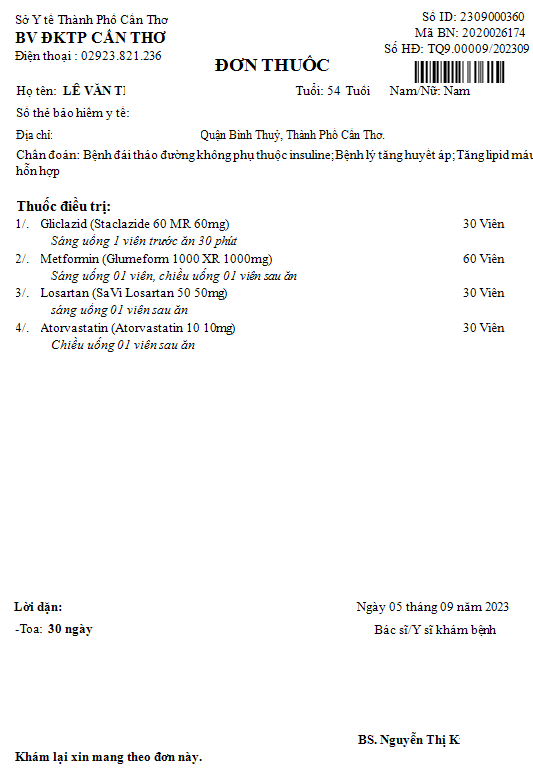 Sở Y tế Thành Phố Cần Thơ
BV ĐKTP CẦN THƠ
Điện thoại : 02923.821.236
Số ID: 2309000360
Mã BN: 2020026174
Số HĐ: TQ9.00009/202309
ĐƠN THUỐC
Họ tên: LÊ VĂN T
Tuổi: 54 Tuổi Nam/Nữ: Nam
Số thẻ bảo hiểm y tế:
Địa chỉ: Quận Bình Thuỷ, Thành Phố Cần Thơ.
Chẩn đoán: Bệnh đái tháo đường không phụ thuộc insuline; Bệnh lý tăng huyết áp; Tăng lipid máu
hỗn hợp
Thuốc điều trị:
1/. Gliclazid (Staclazide 60 MR 60mg) 30 Viên
Sáng uống 1 viên trước ăn 30 phút
2/. Metformin (Glumeform 1000 XR 1000mg) 60 Viên
Sáng uống 01 viên, chiều uống 01 viên sau ăn
3/. Losartan (SaVi Losartan 50 50mg) 30 Viên
sáng uống 01 viên sau ăn
4/. Atorvastatin (Atorvastatin 10 10mg) 30 Viên
Chiều uống 01 viên sau ăn
Lời dặn:
-Toa: 30 ngày
Ngày 05 tháng 09 năm 2023
Bác sĩ/Y sĩ khám bệnh
BS. Nguyễn Thị K
Khám lại xin mang theo đơn này.